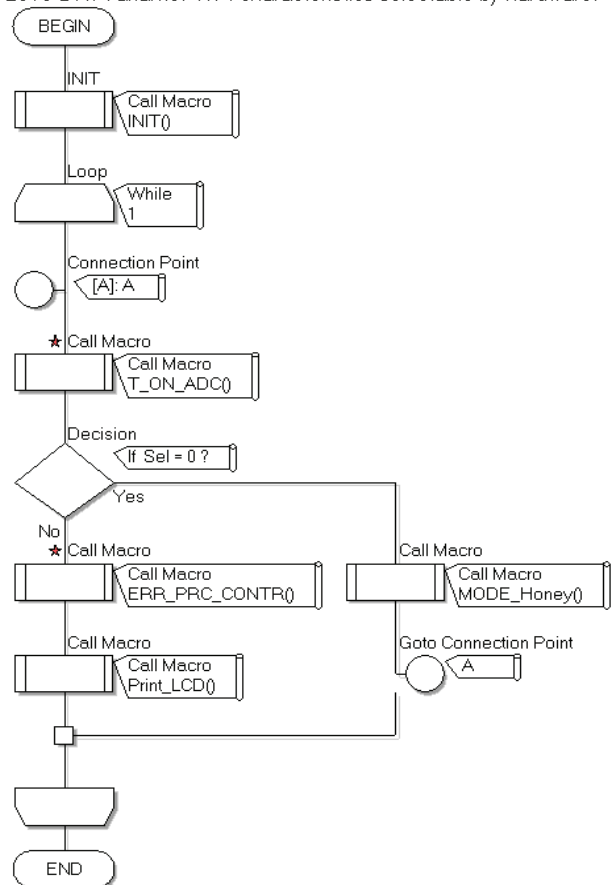 BEGIN
INIT
Call Macro
INIT()
Loop
While
1
Connection Point
[A]: A
Call Macro
Call Macro
T_ON_ADC()
Decision
If Sel = 0 ?
Yes
No
Call Macro
Call Macro
ERR_PRC_CONTR()
Call Macro
Call Macro
MODE_Honey()
Call Macro
Call Macro
Print_LCD()
Goto Connection Point
A
END